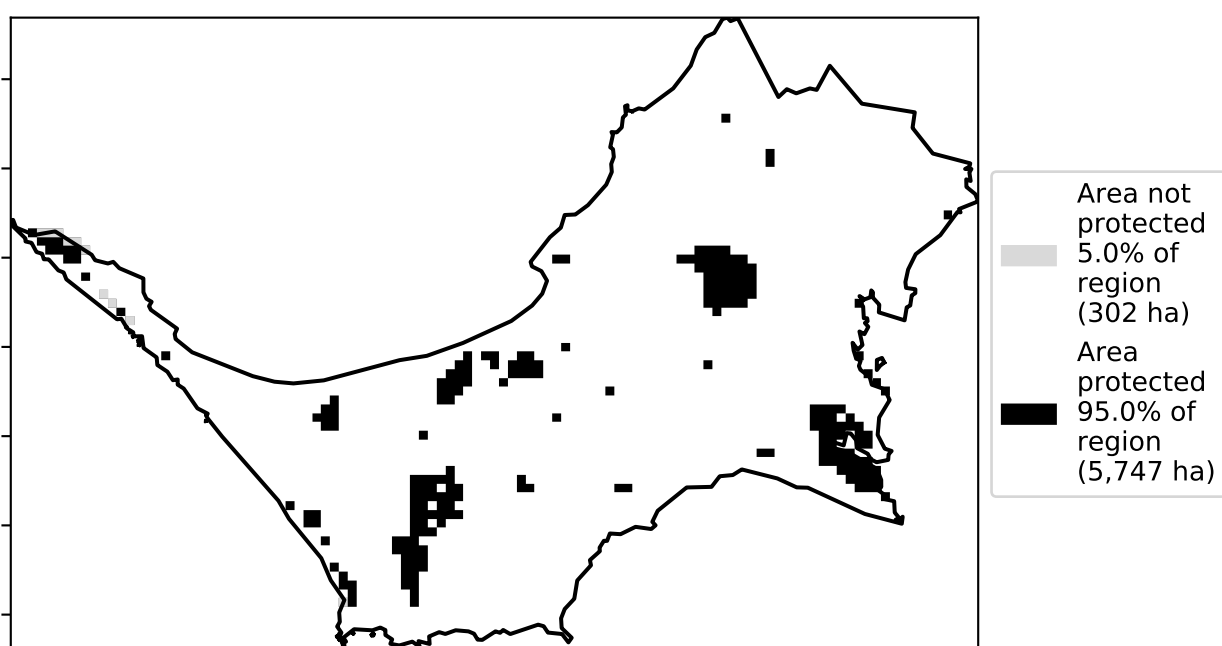 Area not
protected
5.0% of
region
(302 ha)
Area
protected
95.0% of
region
(5,747 ha)